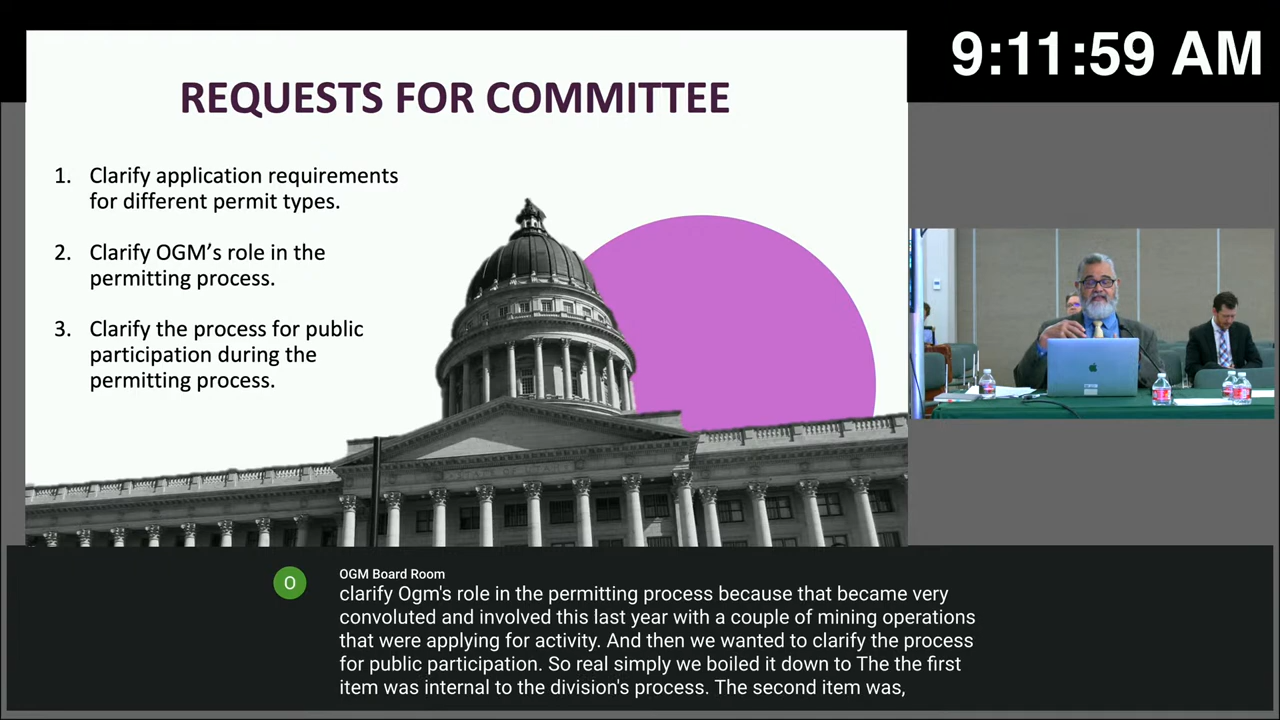 9:11:59 AM
REQUESTS FOR COMMITTEE
1. Clarify application requirements
for different permit types.
2. Clarify OGM’s role in the
permitting process.
3. Clarify the process for public
participation during the
permitting process.
O
OGM Board Room
clarify Ogm's role in the permitting process because that became very
convoluted and involved this last year with a couple of mining operations
that were applying for activity. And then we wanted to clarify the process
for public participation. So real simply we boiled it down to The the first
item was internal to the division's process. The second item was,